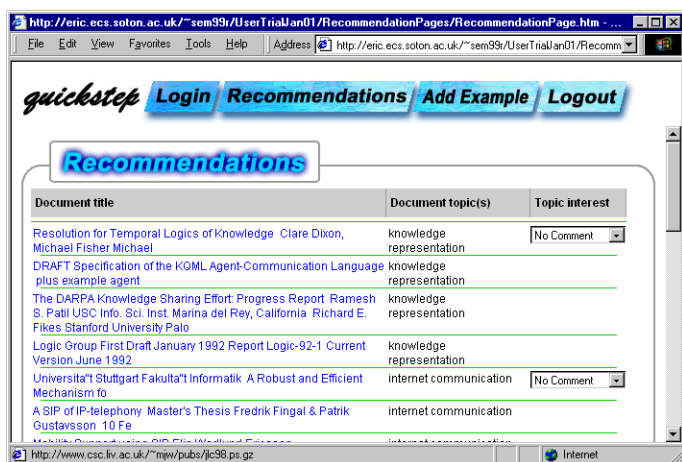 http://eric.ecs.soton.ac.uk/~sem99r/UserTrialJan01/RecommendationPages/RecommendationPage.htm - ...
File Edit View Favorites Tools Help Address http://eric.ecs.soton.ac.uk/~sem99r/UserTrialJan01/Recomm
quickstep Login Recommendations Add Example Logout
Recommendations
Document title Document topic(s) Topic interest
Resolution for Temporal Logics of Knowledge Clare Dixon, knowledge No Comment
Michael Fisher Michael representation
DRAFT Specification of the KQML Agent-Communication Language knowledge
plus example agent representation
The DARPA Knowledge Sharing Effort: Progress Report Ramesh knowledge
S. Patil USC Info. Sci. Inst. Marina del Rey, California Richard E. representation
Fikes Stanford University Palo
Logic Group First Draft January 1992 Report Logic-92-1 Current knowledge
Version June 1992 representation
Universita"t Stuttgart Fakulta"t Informatik A Robust and Efficient internet communication No Comment
Mechanism fo
A SIP of IP-telephony Master's Thesis Fredrik Fingal & Patrik internet communication
Gustavsson 10 Fe
http://www.csc.liv.ac.uk/~mjw/pubs/jlc98.ps.gz Internet